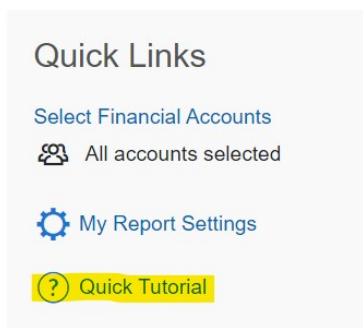 Quick Links
Select Financial Accounts
All accounts selected
My Report Settings
? Quick Tutorial